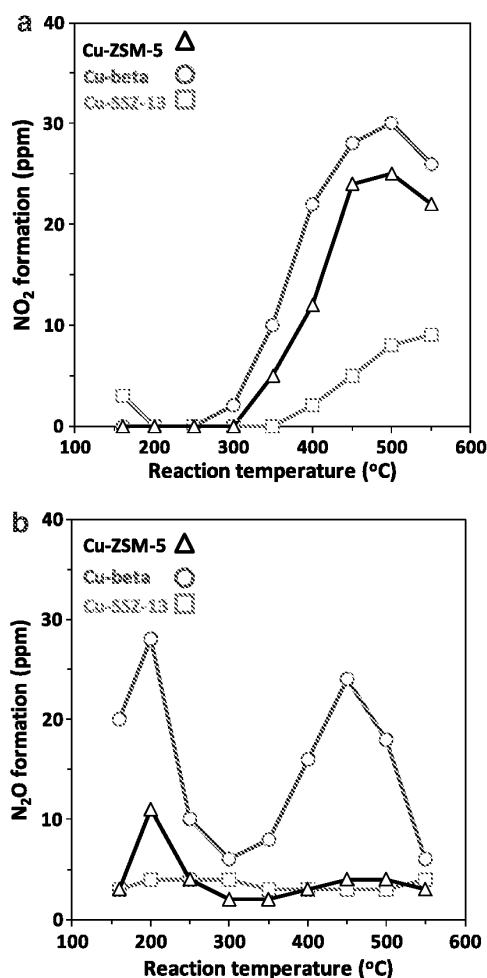 a
40
30
20
10
0
NO₂ formation (ppm)
Cu-ZSM-5
Cu-beta
Cu-SSZ-13
100 200 300 400 500 600
Reaction temperature (°C)
b
40
30
20
10
0
N₂O formation (ppm)
Cu-ZSM-5
Cu-beta
Cu-SSZ-13
100 200 300 400 500 600
Reaction temperature (°C)